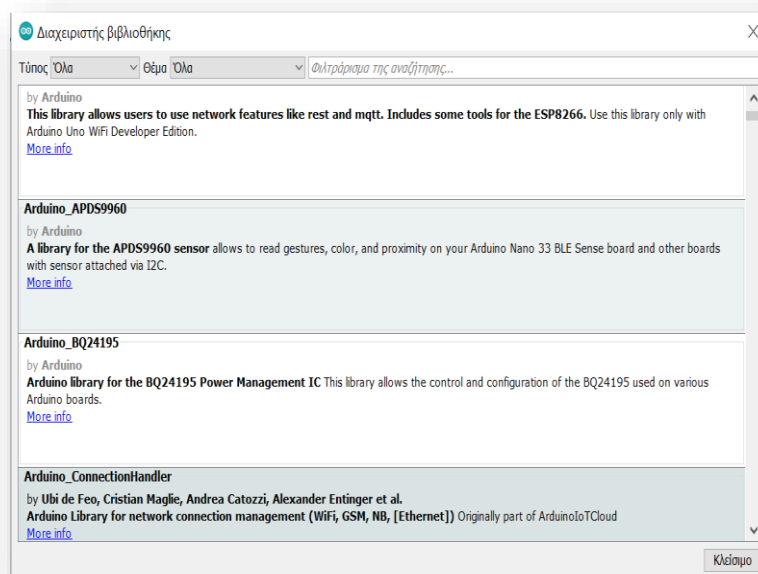 Διαχειριστής βιβλιοθήκης
Τύπος Όλα Θέμα Όλα Φιλτράρισμα της αναζήτησης...
by Arduino
This library allows users to use network features like rest and mqtt. Includes some tools for the ESP8266. Use this library only with
Arduino Uno WiFi Developer Edition.
More info
Arduino_APDS9960
by Arduino
A library for the APDS9960 sensor allows to read gestures, color, and proximity on your Arduino Nano 33 BLE Sense board and other boards
with sensor attached via I2C.
More info
Arduino_BQ24195
by Arduino
Arduino library for the BQ24195 Power Management IC This library allows the control and configuration of the BQ24195 used on various
Arduino boards.
More info
Arduino_ConnectionHandler
by Ubi de Feo, Cristian Maglie, Andrea Catozzi, Alexander Entinger et al.
Arduino Library for network connection management (WiFi, GSM, NB, [Ethernet]) Originally part of ArduinoIoTCloud
More info
Κλείσιμο